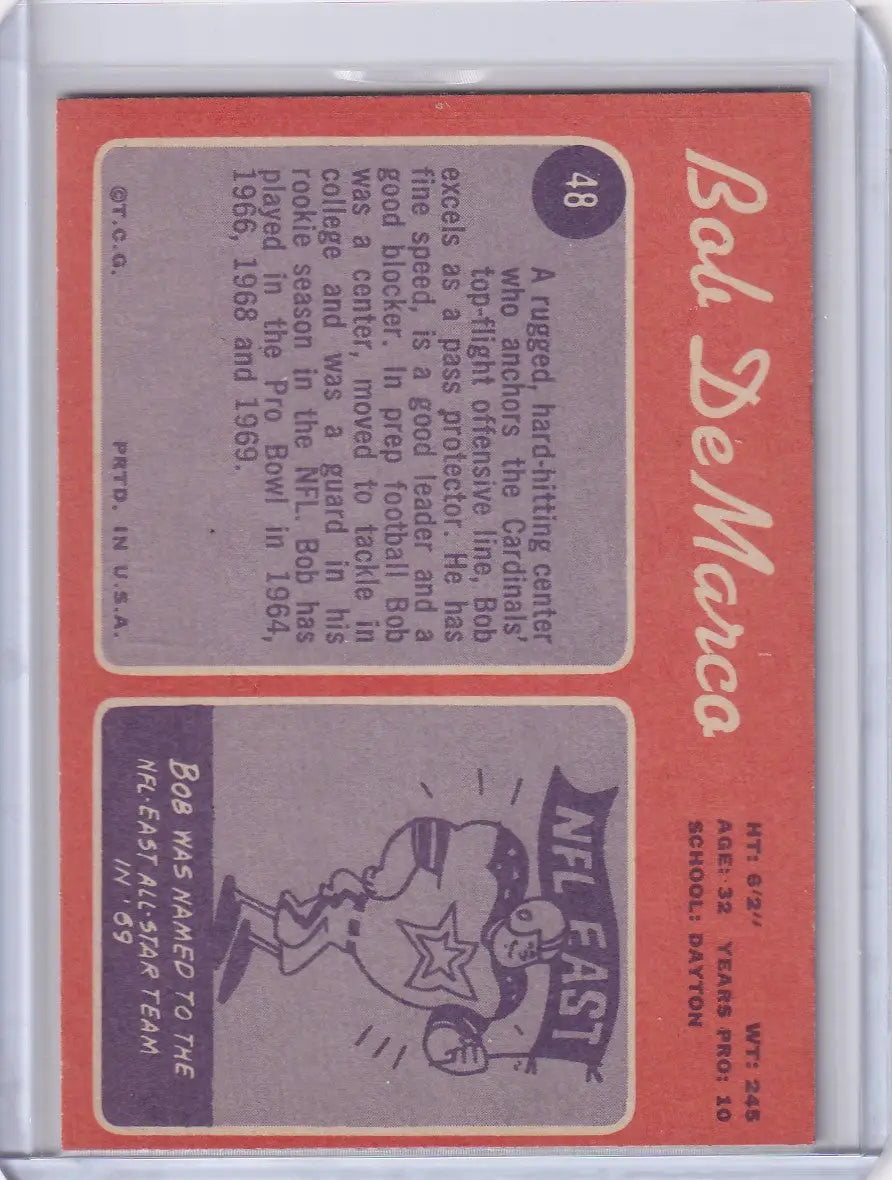 Bob DeMarco
HT: 6'2" WT: 245
AGE: 32 YEARS PRO: 10
SCHOOL: DAYTON
48
A rugged, hard-hitting center
who anchors the Cardinals'
top-flight offensive line, Bob
excels as a pass protector. He has
fine speed, is a good leader and a
good blocker. In prep football Bob
was a center, moved to tackle in
college and was a guard in his
rookie season in the NFL. Bob has
played in the Pro Bowl in 1964,
1966, 1968 and 1969.
©T.C.G. PRTD. IN U.S.A.
NFL EAST
BOB WAS NAMED TO THE
NFL·EAST ALL·STAR TEAM
IN '69